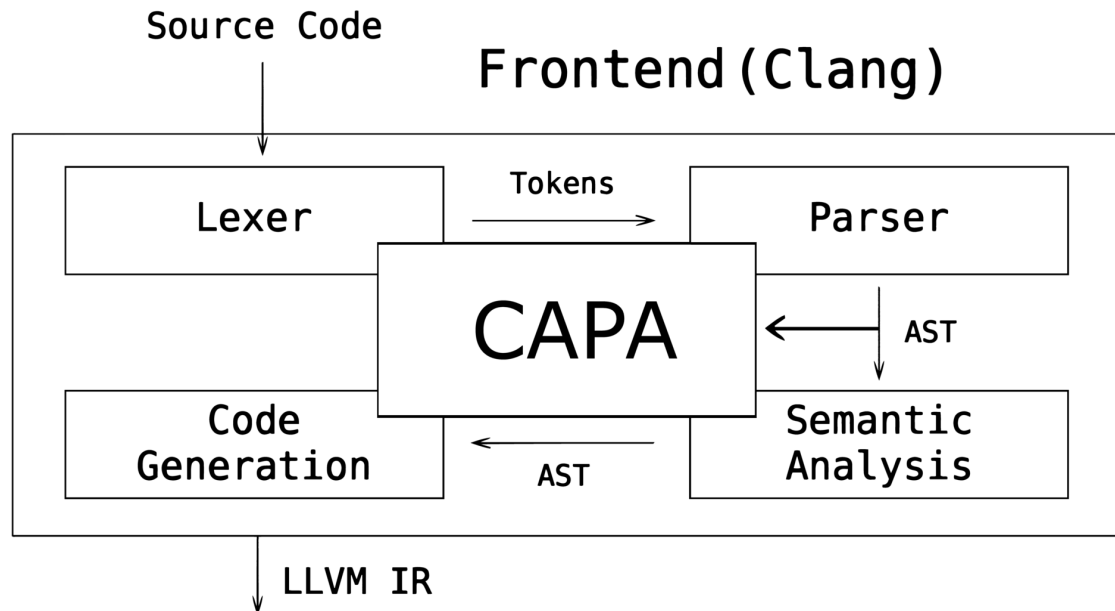 Source Code
Frontend(Clang)
Lexer
Tokens
Parser
CAPA
AST
Code
Generation
AST
Semantic
Analysis
LLVM IR